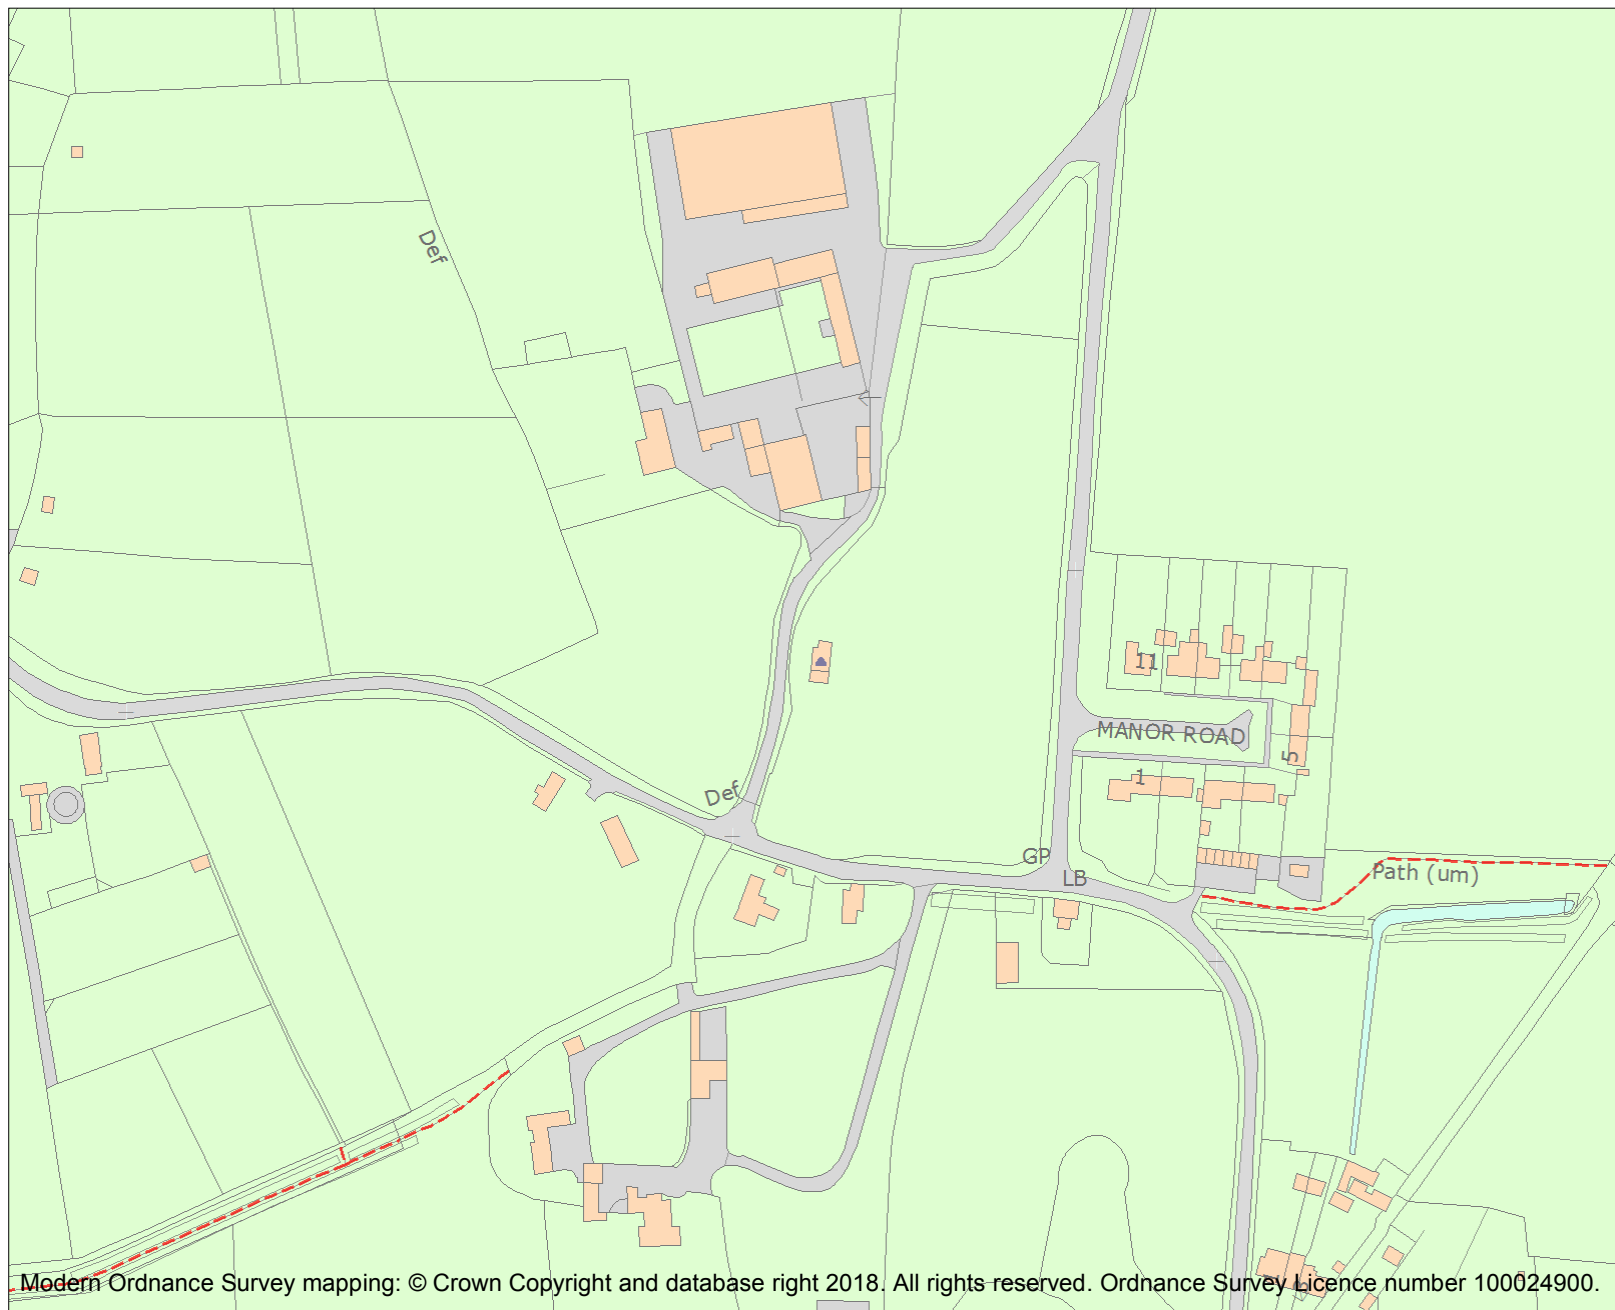 Def
11
MANOR ROAD
5
1
Def
GP
LB
Path (um)
8
Modern Ordnance Survey mapping: © Crown Copyright and database right 2018. All rights reserved. Ordnance Survey Licence number 100024900.